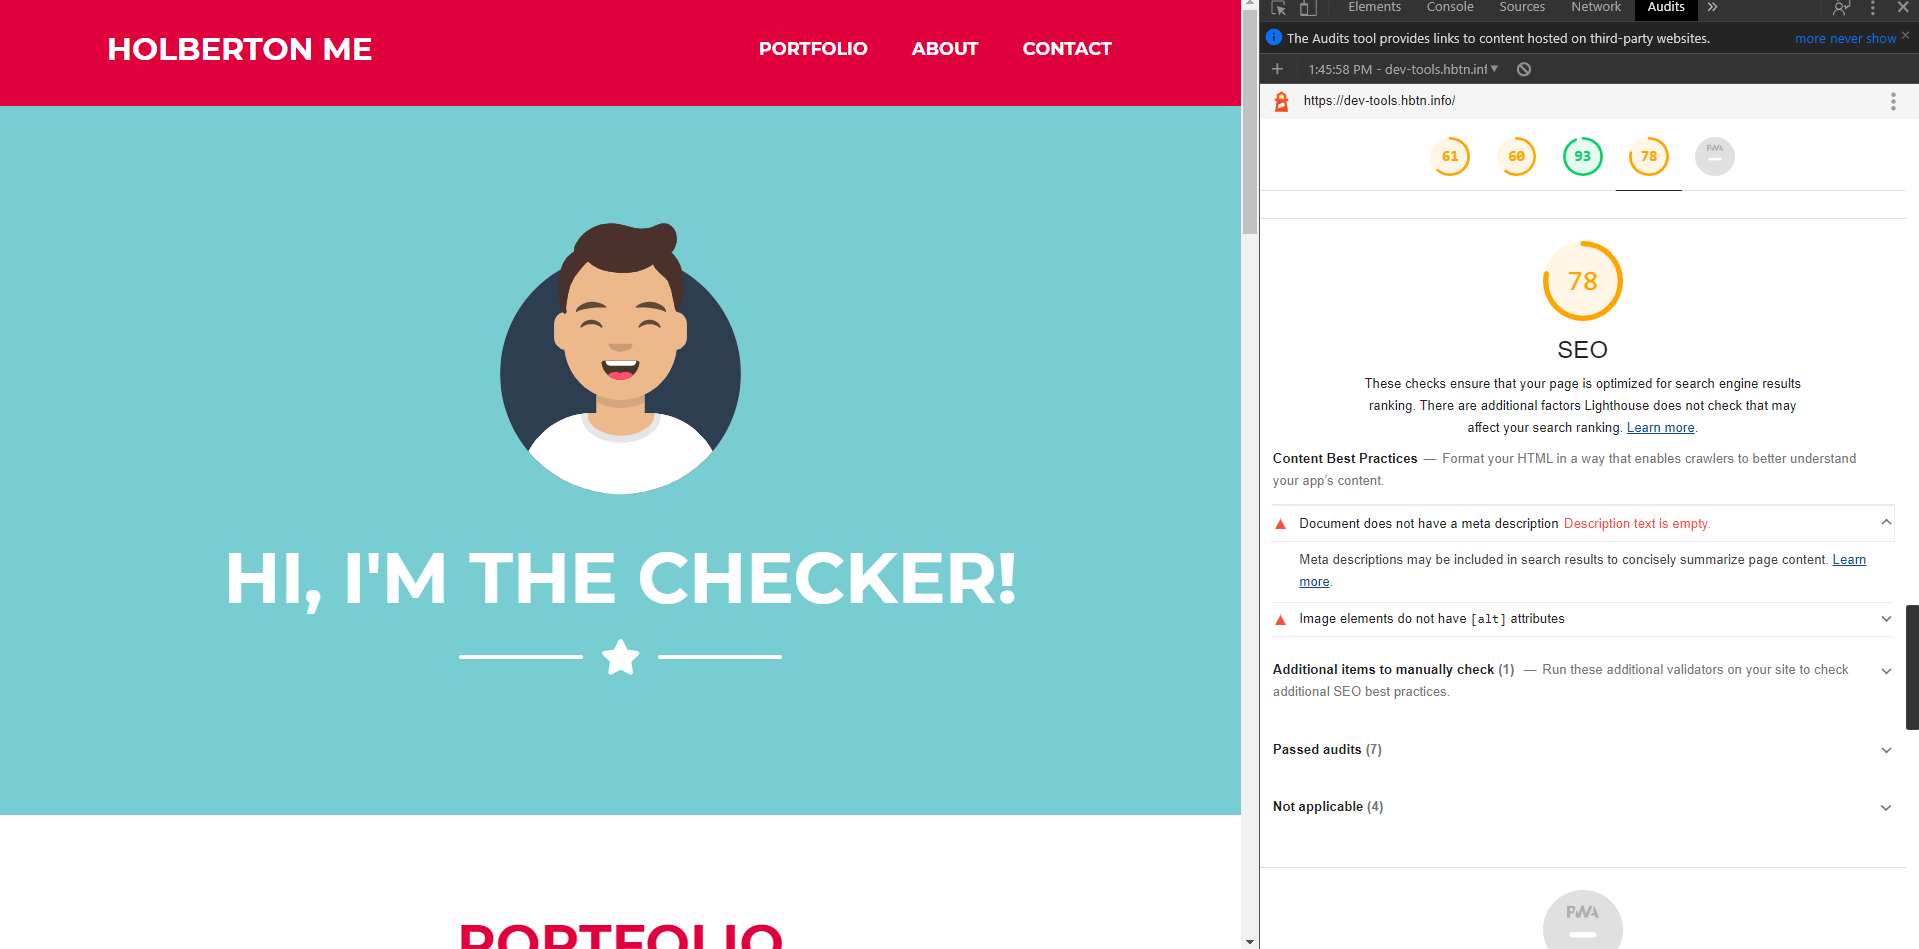 HOLBERTON ME
PORTFOLIO ABOUT CONTACT
HI, I'M THE CHECKER!
PORTFOLIO
Elements Console Sources Network Audits »
The Audits tool provides links to content hosted on third-party websites. more never show
1:45:58 PM - dev-tools.hbtn.inf
https://dev-tools.hbtn.info/
61 60 93 78 PWA
78
SEO
These checks ensure that your page is optimized for search engine results
ranking. There are additional factors Lighthouse does not check that may
affect your search ranking. Learn more.
Content Best Practices — Format your HTML in a way that enables crawlers to better understand
your app's content.
Document does not have a meta description Description text is empty.
Meta descriptions may be included in search results to concisely summarize page content. Learn
more.
Image elements do not have [alt] attributes
Additional items to manually check (1) — Run these additional validators on your site to check
additional SEO best practices.
Passed audits (7)
Not applicable (4)
PWA